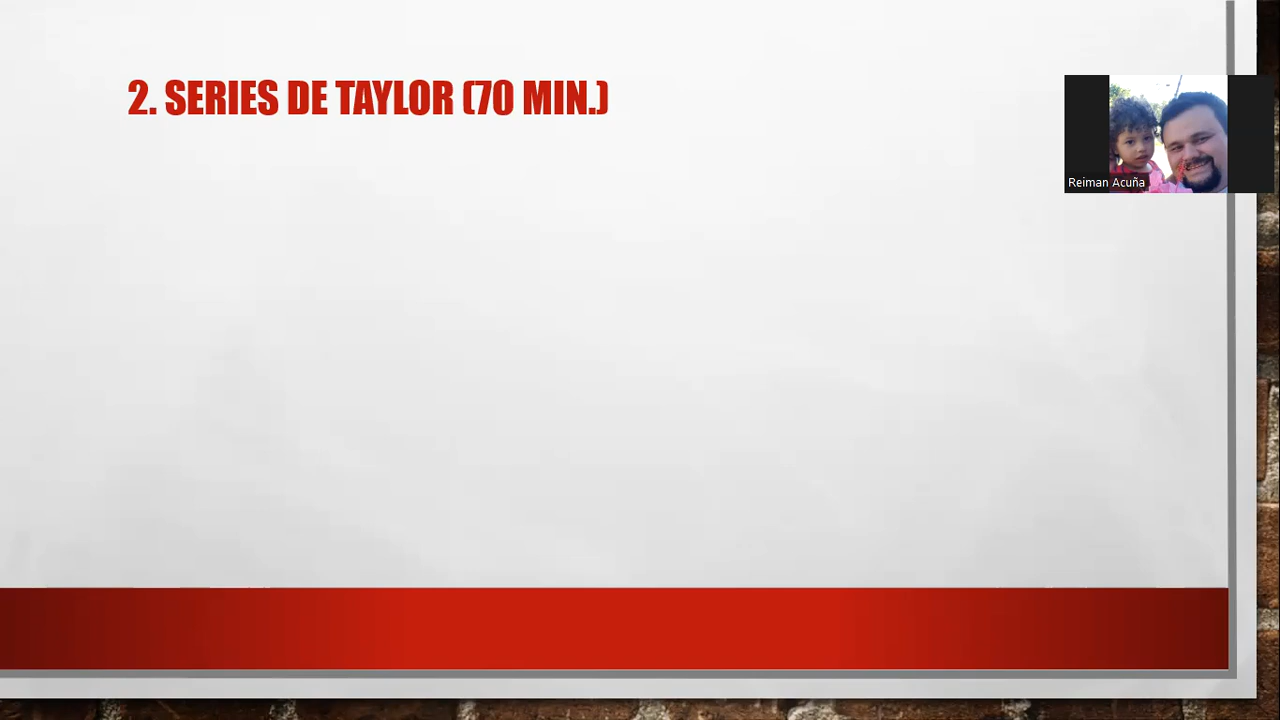 2. SERIES DE TAYLOR (70 MIN.)
Reiman Acuña